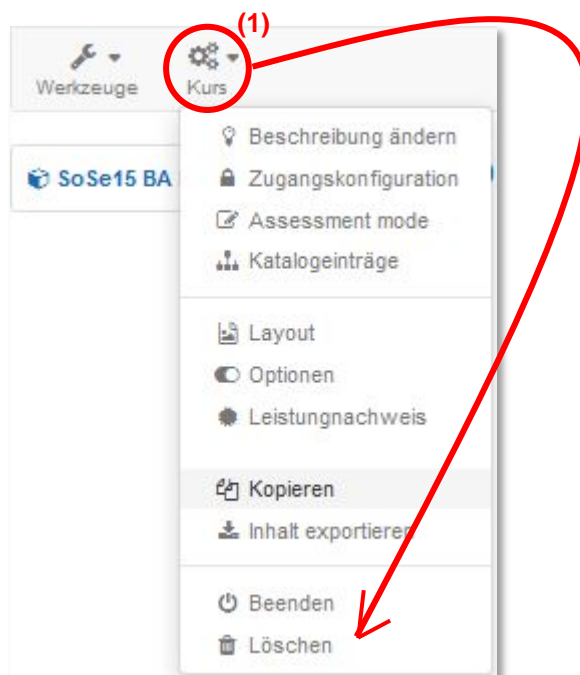 (1)
Werkzeuge
Kurs
Beschreibung ändern
SoSe15 BA
Zugangskonfiguration
Assessment mode
Katalogeinträge
Layout
Optionen
Leistungnachweis
Kopieren
Inhalt exportieren
Beenden
Löschen